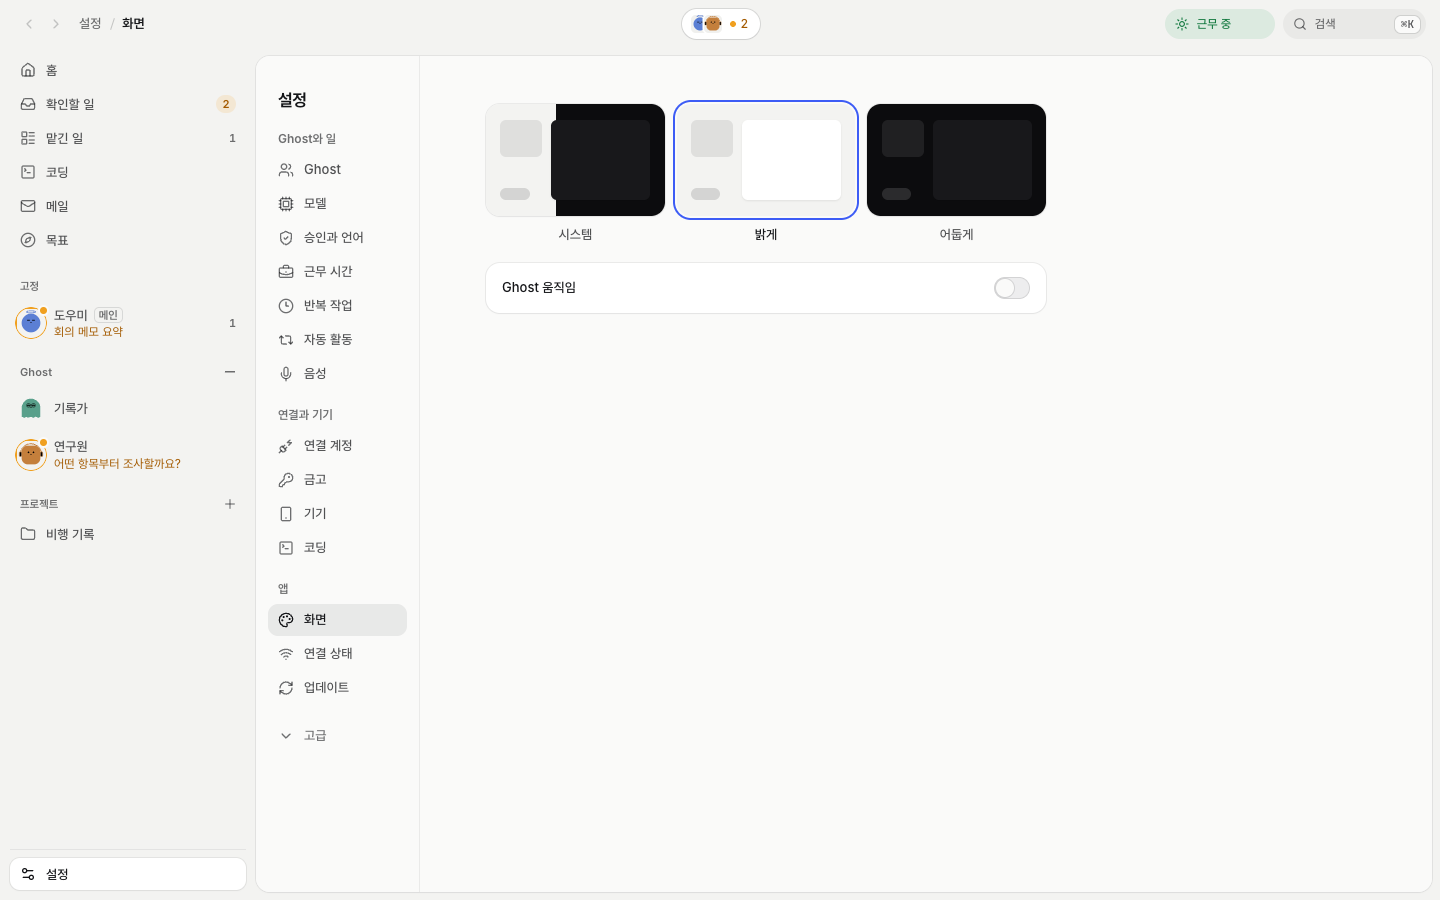 설정 / 화면
2
근무 중
검색
⌘K
홈
확인할 일
2
맡긴 일
1
코딩
메일
목표
고정
도우미 메인
회의 메모 요약
1
Ghost
기록가
연구원
어떤 항목부터 조사할까요?
프로젝트
비행 기록
설정
설정
Ghost와 일
Ghost
모델
승인과 언어
근무 시간
반복 작업
자동 활동
음성
연결과 기기
연결 계정
금고
기기
코딩
앱
화면
연결 상태
업데이트
고급
시스템
밝게
어둡게
Ghost 움직임